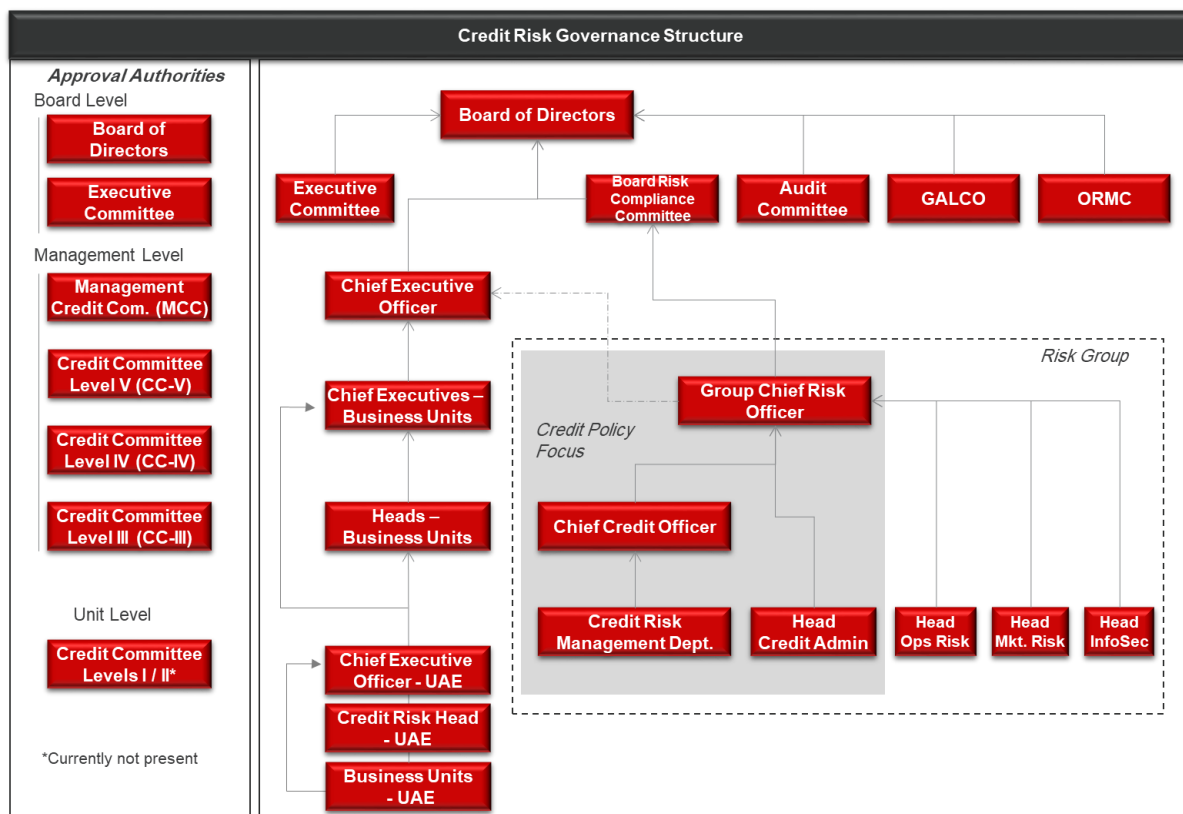 Credit Risk Governance Structure
Approval Authorities
Board Level
Board of
Directors
Executive
Committee
Management Level
Management
Credit Com. (MCC)
Credit Committee
Level V (CC-V)
Credit Committee
Level IV (CC-IV)
Credit Committee
Level III (CC-III)
Unit Level
Credit Committee
Levels I / II*
*Currently not present
Board of Directors
Executive
Committee
Board Risk
Compliance
Committee
Audit
Committee
GALCO
ORMC
Chief Executive
Officer
Risk Group
Chief Executives –
Business Units
Group Chief Risk
Officer
Credit Policy
Focus
Heads –
Business Units
Chief Credit Officer
Credit Risk
Management Dept.
Head
Credit Admin
Head
Ops Risk
Head
Mkt. Risk
Head
InfoSec
Chief Executive
Officer - UAE
Credit Risk Head
- UAE
Business Units
- UAE